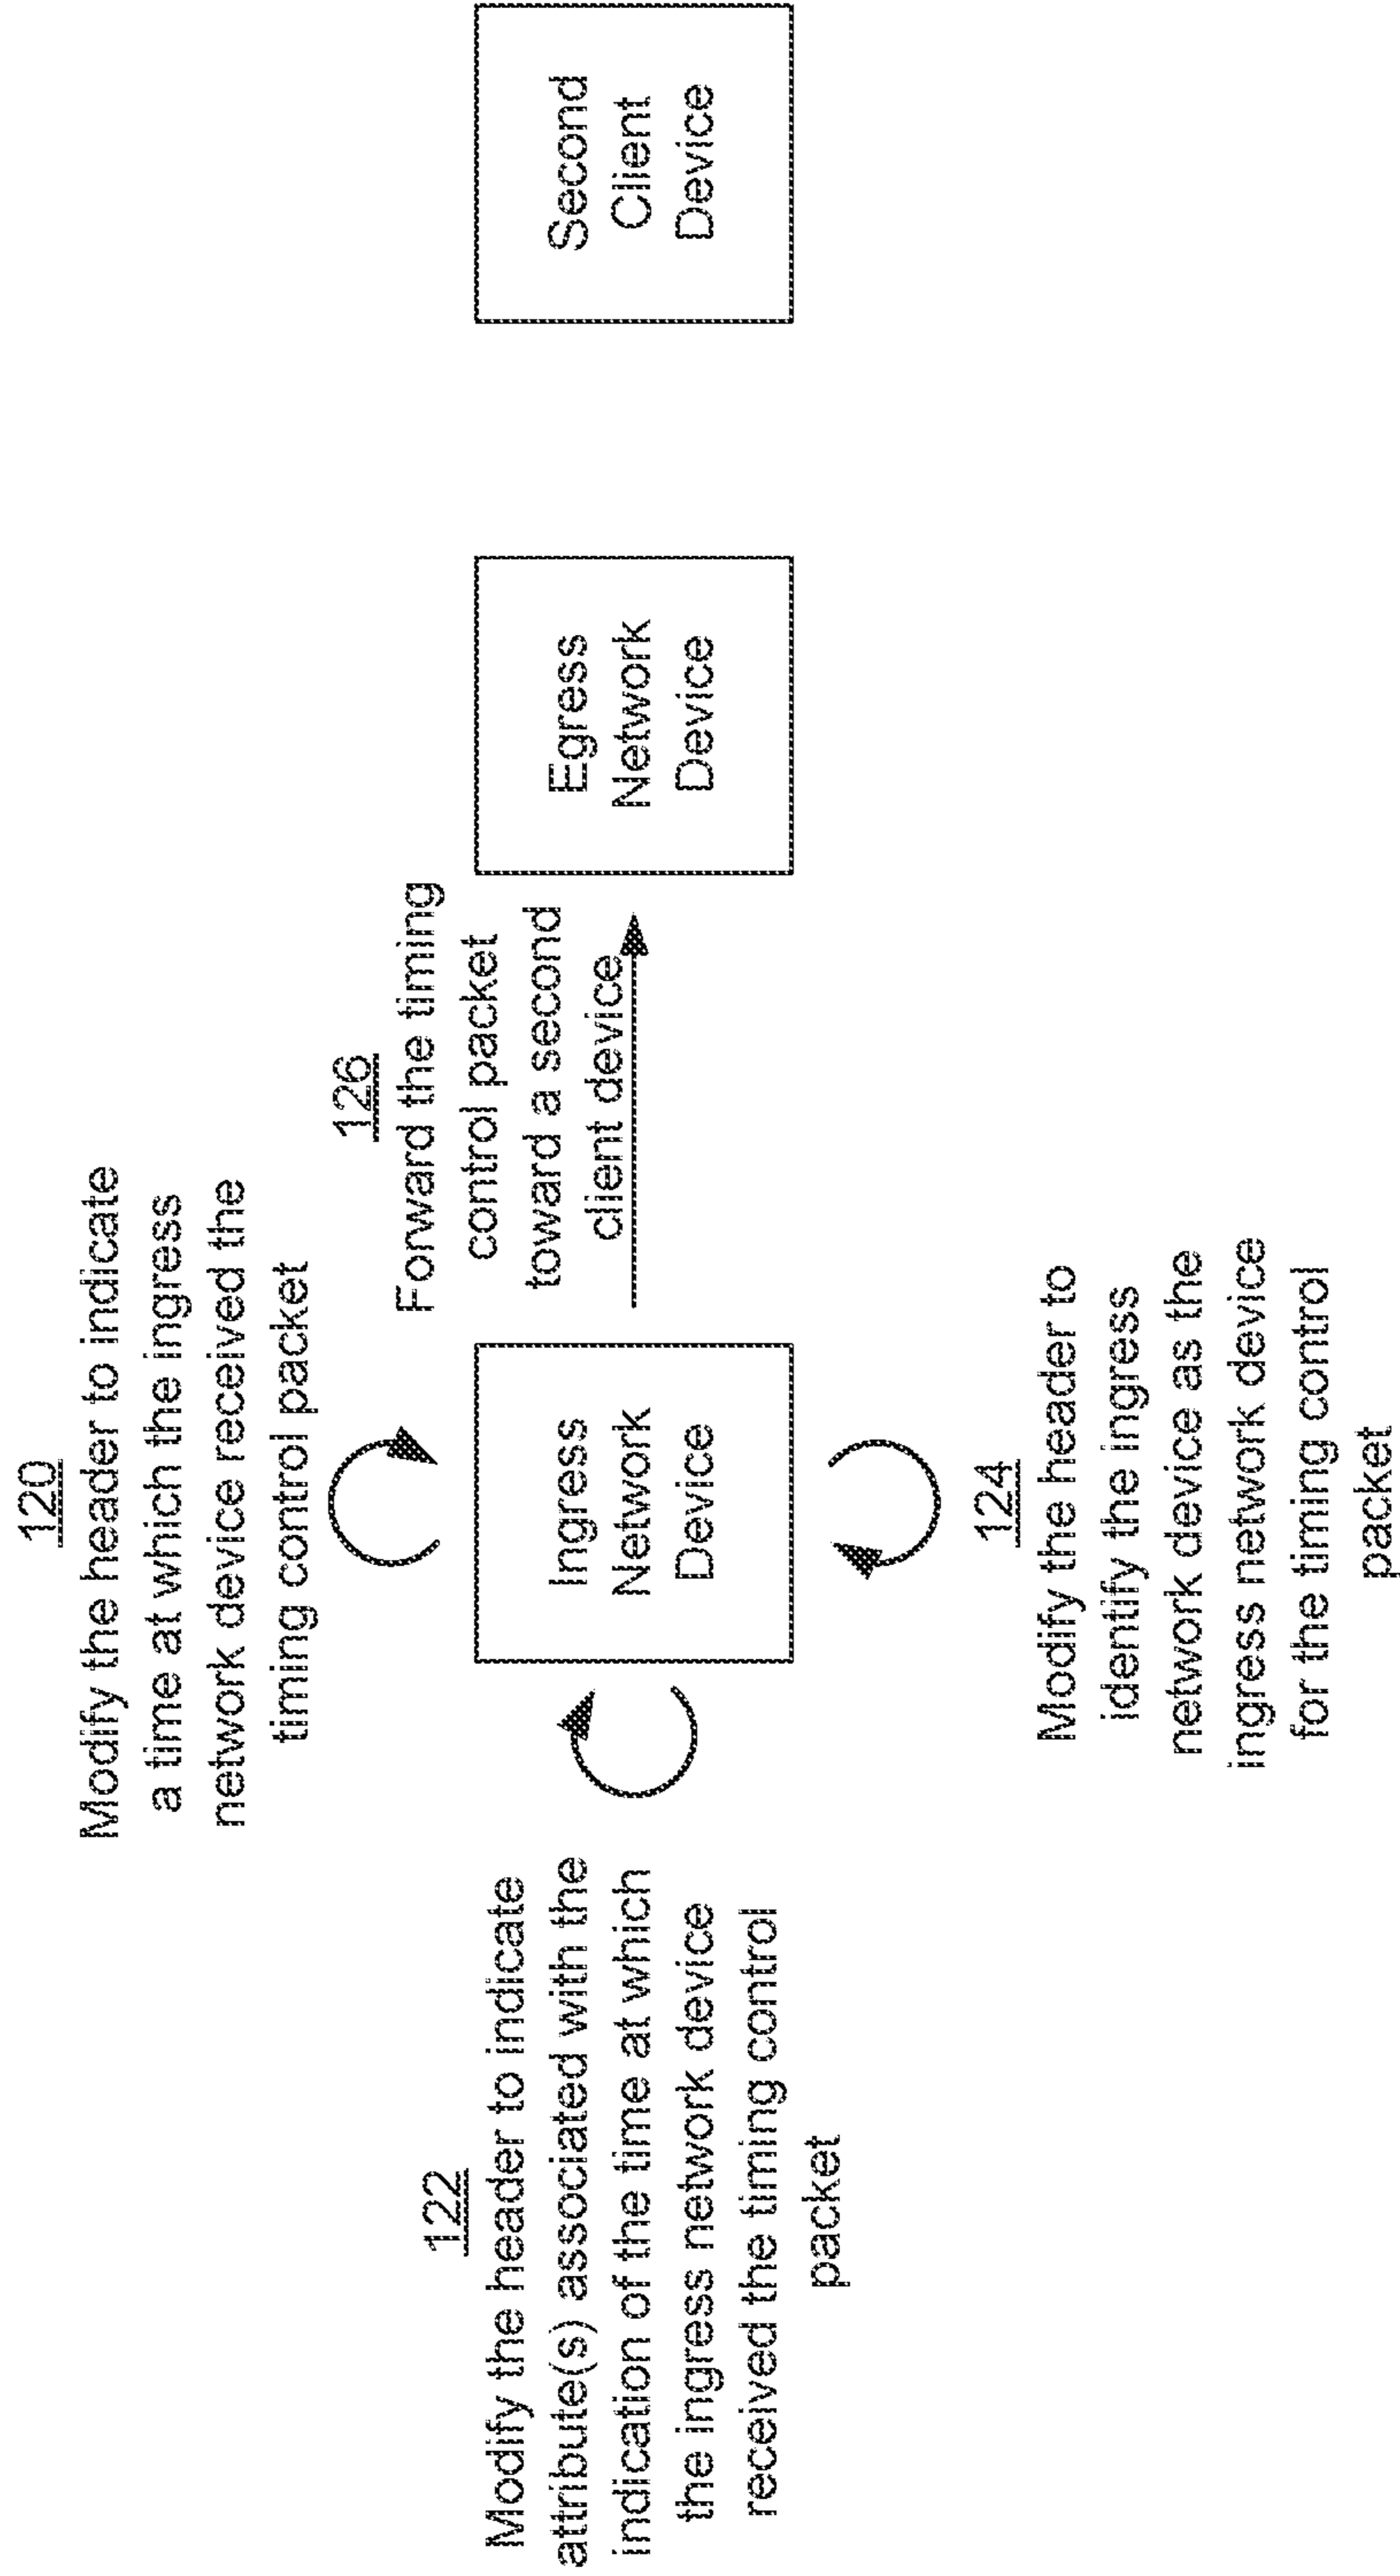 120
Modify the header to indicate
a time at which the ingress
network device received the
timing control packet
122
Modify the header to indicate
attribute(s) associated with the
indication of the time at which
the ingress network device
received the timing control
packet
Ingress
Network
Device
124
Modify the header to
identify the ingress
network device as the
ingress network device
for the timing control
packet
126
Forward the timing
control packet
toward a second
client device
Egress
Network
Device
Second
Client
Device